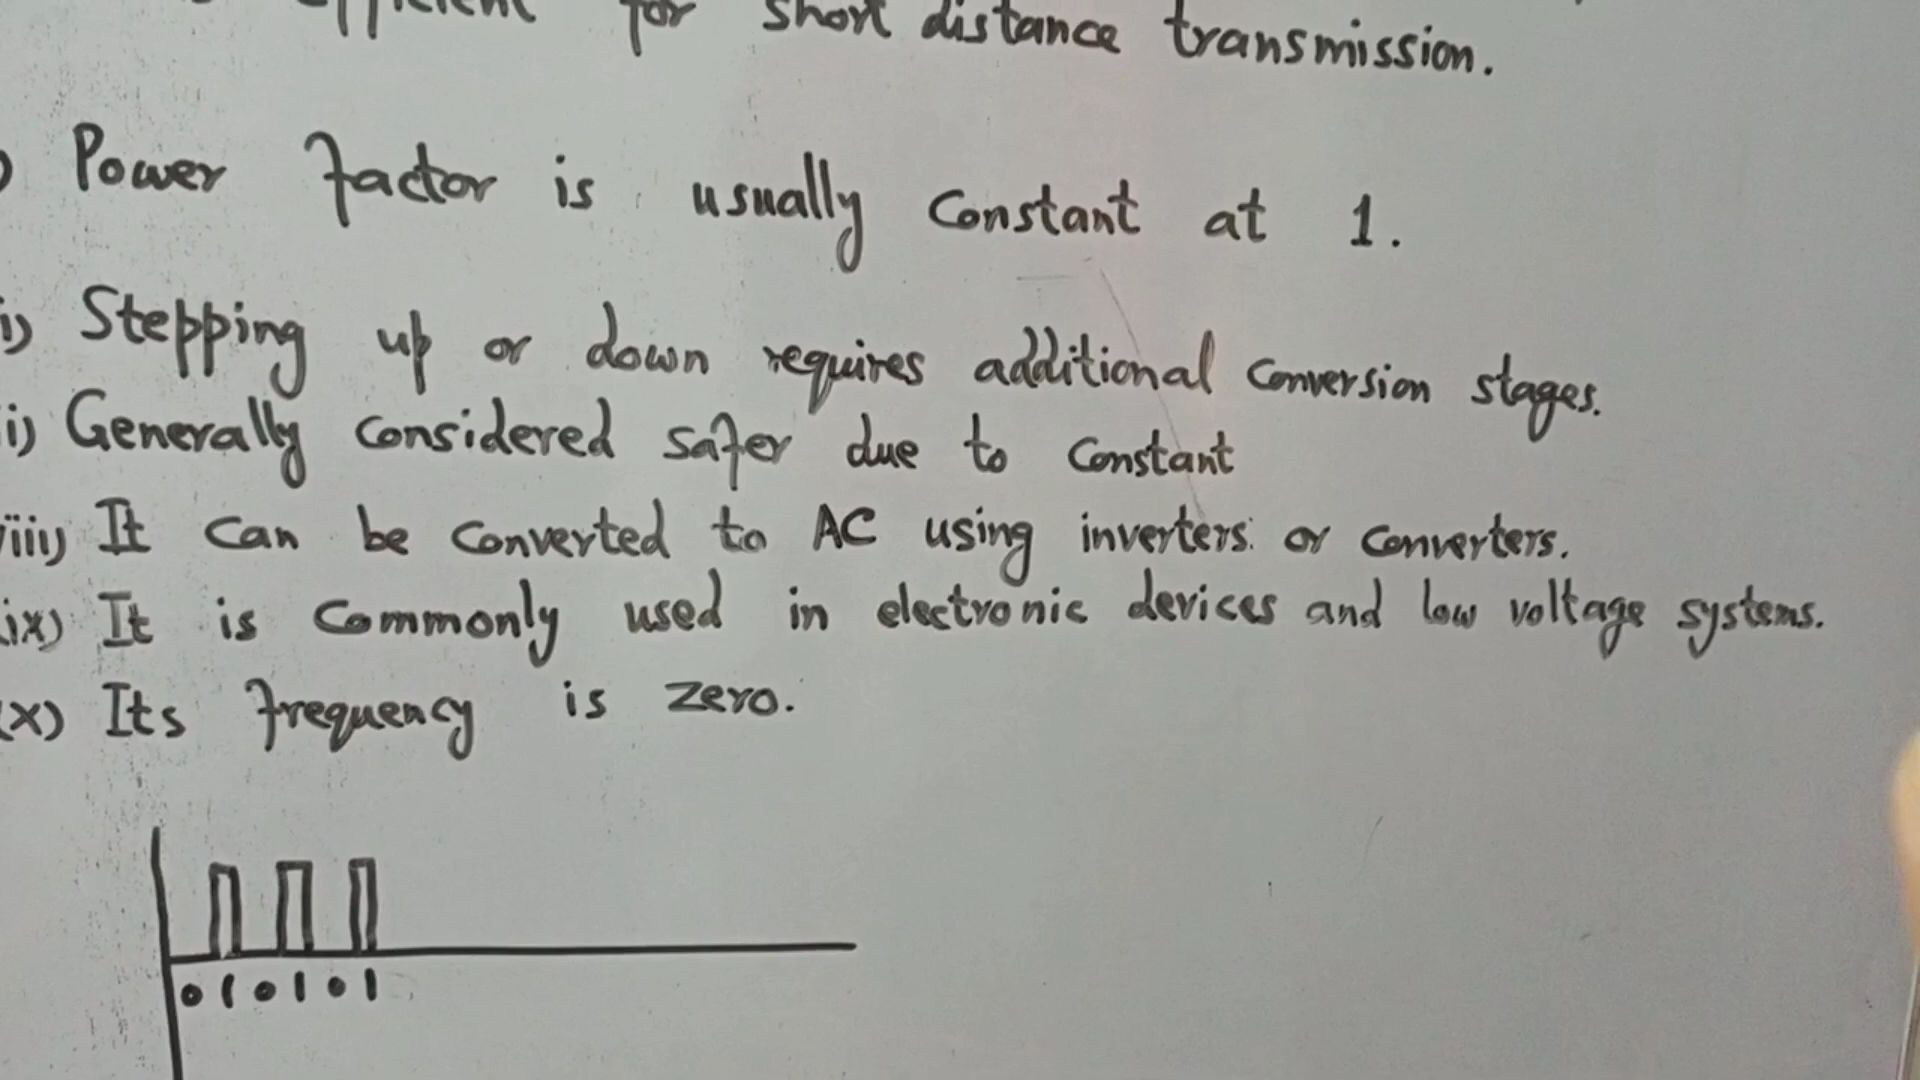 efficient for short distance transmission.
) Power factor is usually constant at 1.
i) Stepping up or down requires additional conversion stages.
ii) Generally considered safer due to constant
iii) It can be converted to AC using inverters or converters.
ix) It is commonly used in electronic devices and low voltage systems.
(x) Its frequency is zero.
0 1 0 1 0 1